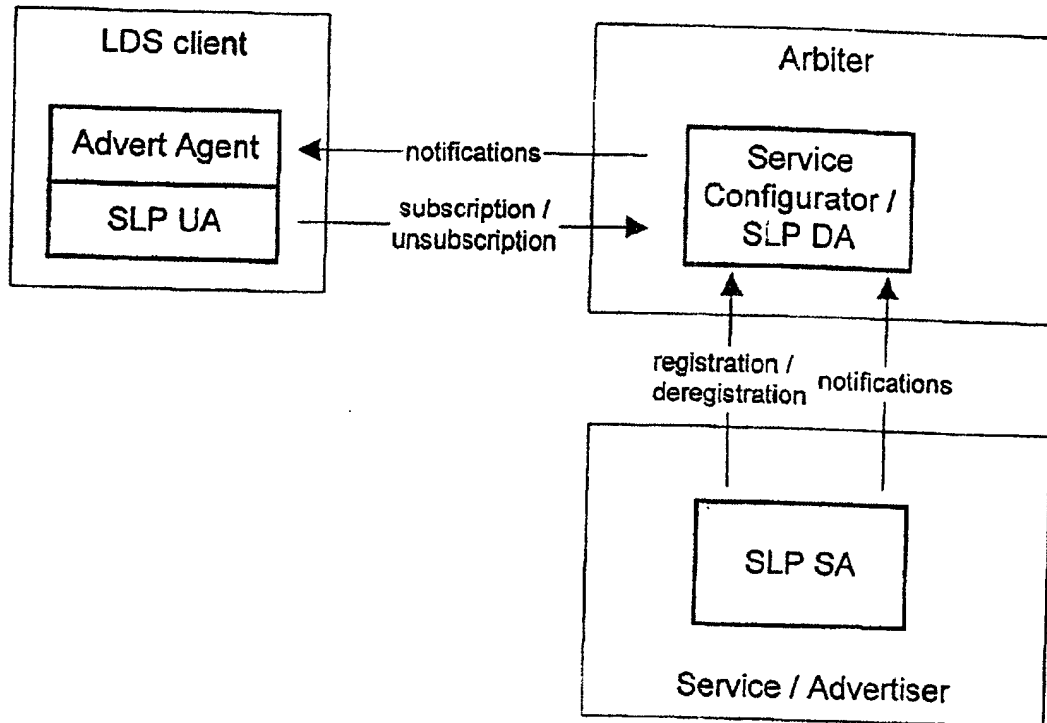 LDS client
Advert Agent
SLP UA
notifications
subscription /
unsubscription
Arbiter
Service
Configurator /
SLP DA
registration /
deregistration
notifications
SLP SA
Service / Advertiser